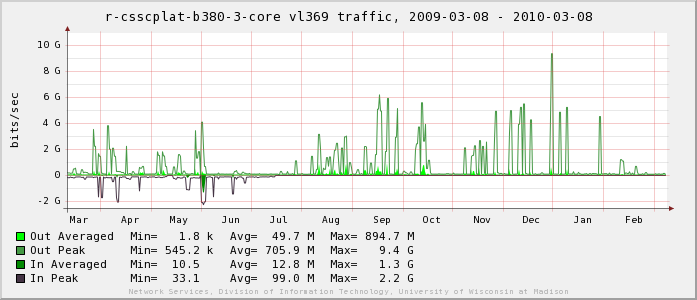 r-csscplat-b380-3-core vl369 traffic, 2009-03-08 - 2010-03-08
bits/sec
10 G
8 G
6 G
4 G
2 G
0
-2 G
Mar Apr May Jun Jul Aug Sep Oct Nov Dec Jan Feb
Out Averaged Min= 1.8 k Avg= 49.7 M Max= 894.7 M
Out Peak Min= 545.2 k Avg= 705.9 M Max= 9.4 G
In Averaged Min= 10.5 Avg= 12.8 M Max= 1.3 G
In Peak Min= 33.1 Avg= 99.0 M Max= 2.2 G
Network Services, Division of Information Technology, University of Wisconsin at Madison